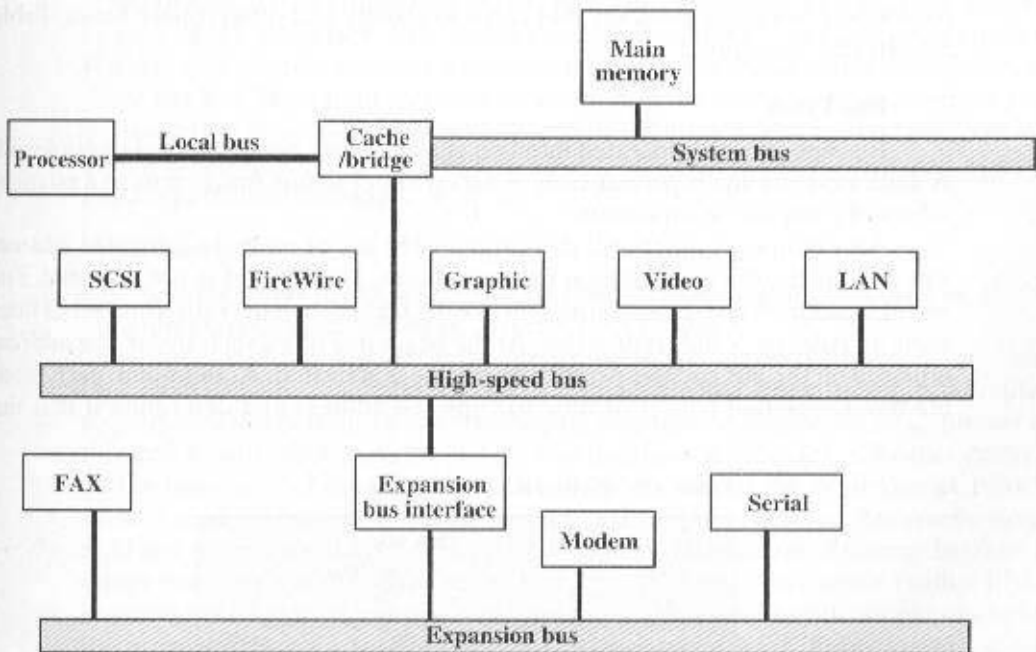 Main
memory
Processor
Local bus
Cache
/bridge
System bus
SCSI
FireWire
Graphic
Video
LAN
High-speed bus
FAX
Expansion
bus interface
Serial
Modem
Expansion bus